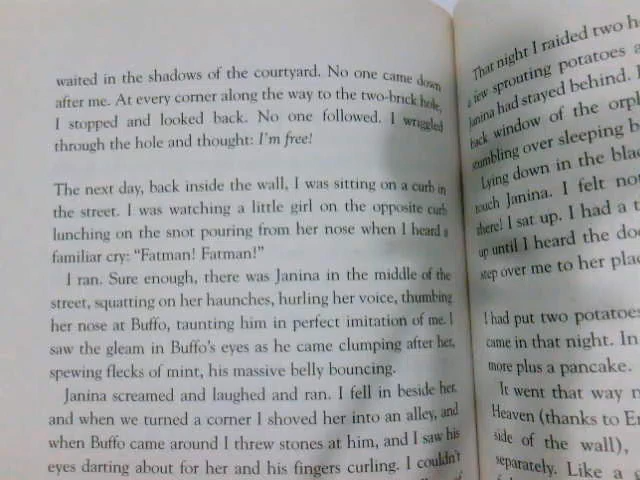 waited in the shadows of the courtyard. No one came down
after me. At every corner along the way to the two-brick hole,
I stopped and looked back. No one followed. I wriggled
through the hole and thought: I'm free!
The next day, back inside the wall, I was sitting on a curb in
the street. I was watching a little girl on the opposite curb
lunching on the snot pouring from her nose when I heard a
familiar cry: "Fatman! Fatman!"
I ran. Sure enough, there was Janina in the middle of the
street, squatting on her haunches, hurling her voice, thumbing
her nose at Buffo, taunting him in perfect imitation of me. I
saw the gleam in Buffo's eyes as he came clumping after her,
spewing flecks of mint, his massive belly bouncing.
Janina screamed and laughed and ran. I fell in beside her,
and when we turned a corner I shoved her into an alley, and
when Buffo came around I threw stones at him, and I saw his
eyes darting about for her and his fingers curling. I couldn't
That night I raided two h
a few sprouting potatoes a
Janina had stayed behind. I
back window of the orph
stumbling over sleeping b
Lying down in the blac
touch Janina. I felt not
there! I sat up. I had a t
up until I heard the doo
step over me to her plac
I had put two potatoes
came in that night. In
more plus a pancake.
It went that way n
Heaven (thanks to En
side of the wall),
separately. Like a